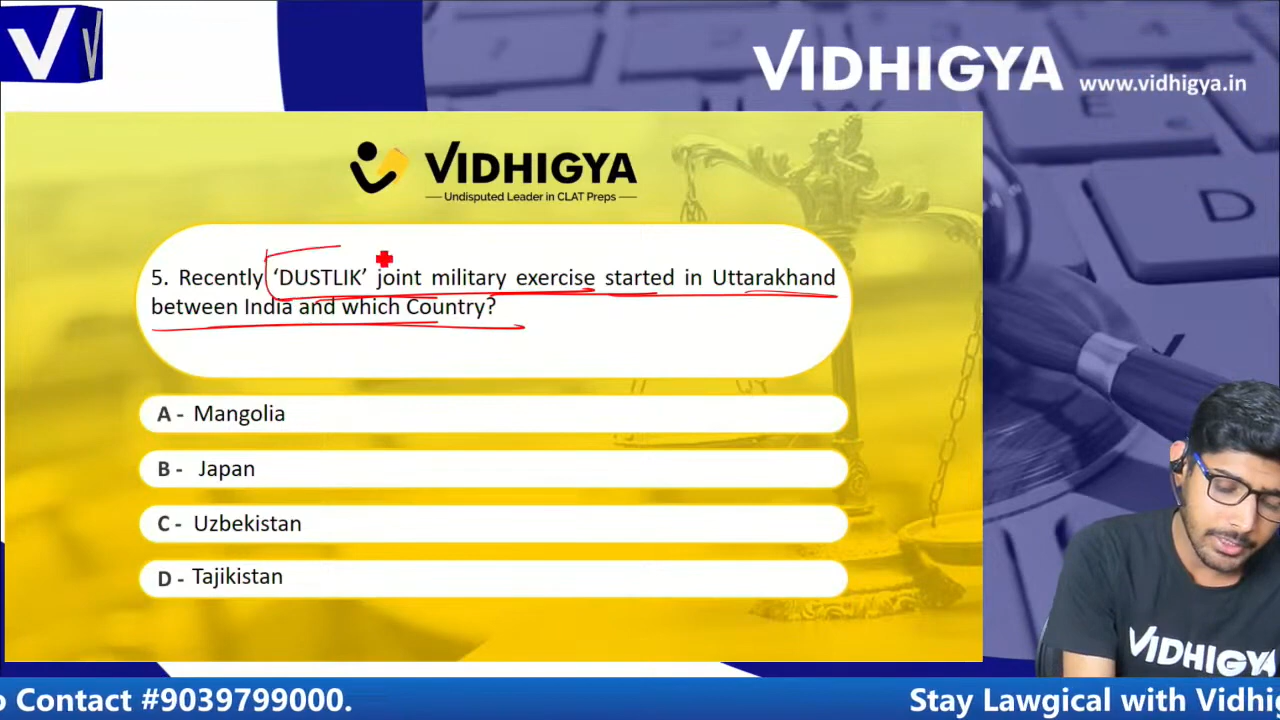 V V
VIDHIGYA www.vidhigya.in
VIDHIGYA
Undisputed Leader in CLAT Preps
5. Recently ‘DUSTLIK’ joint military exercise started in Uttarakhand
between India and which Country?
A - Mangolia
B - Japan
C - Uzbekistan
D - Tajikistan
D
VIDHIGYA
o Contact #9039799000.
Stay Lawgical with Vidhig